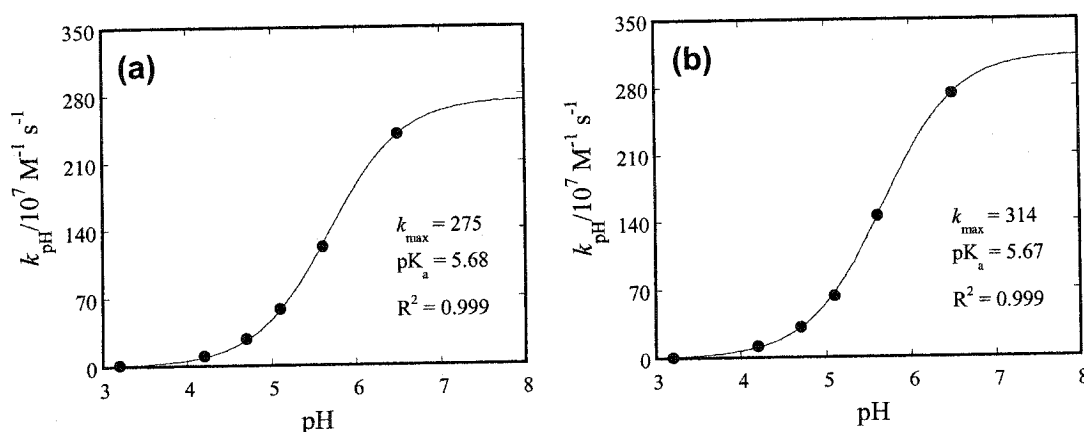 (a)
350
280
210
140
70
0
k_pH/10^7 M^-1 s^-1
k_max = 275
pK_a = 5.68
R^2 = 0.999
3 4 5 6 7 8
pH
(b)
350
280
210
140
70
0
k_pH/10^7 M^-1 s^-1
k_max = 314
pK_a = 5.67
R^2 = 0.999
3 4 5 6 7 8
pH